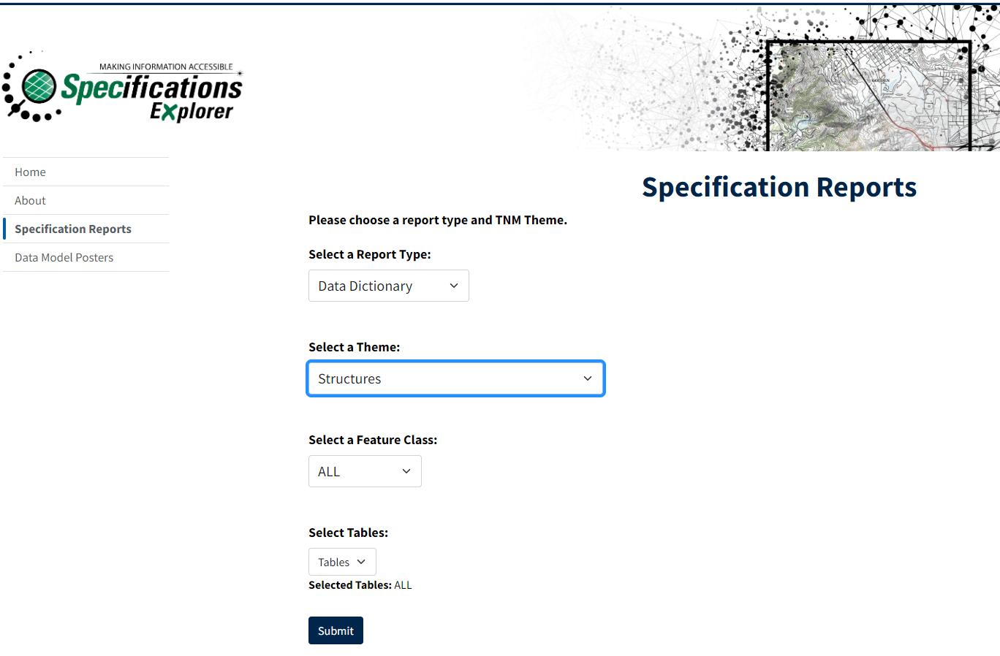 MAKING INFORMATION ACCESSIBLE
Specifications
EXplorer
GOLDEN
Home
About
Specification Reports
Data Model Posters
Specification Reports
Please choose a report type and TNM Theme.
Select a Report Type:
Data Dictionary
Select a Theme:
Structures
Select a Feature Class:
ALL
Select Tables:
Tables
Selected Tables: ALL
Submit